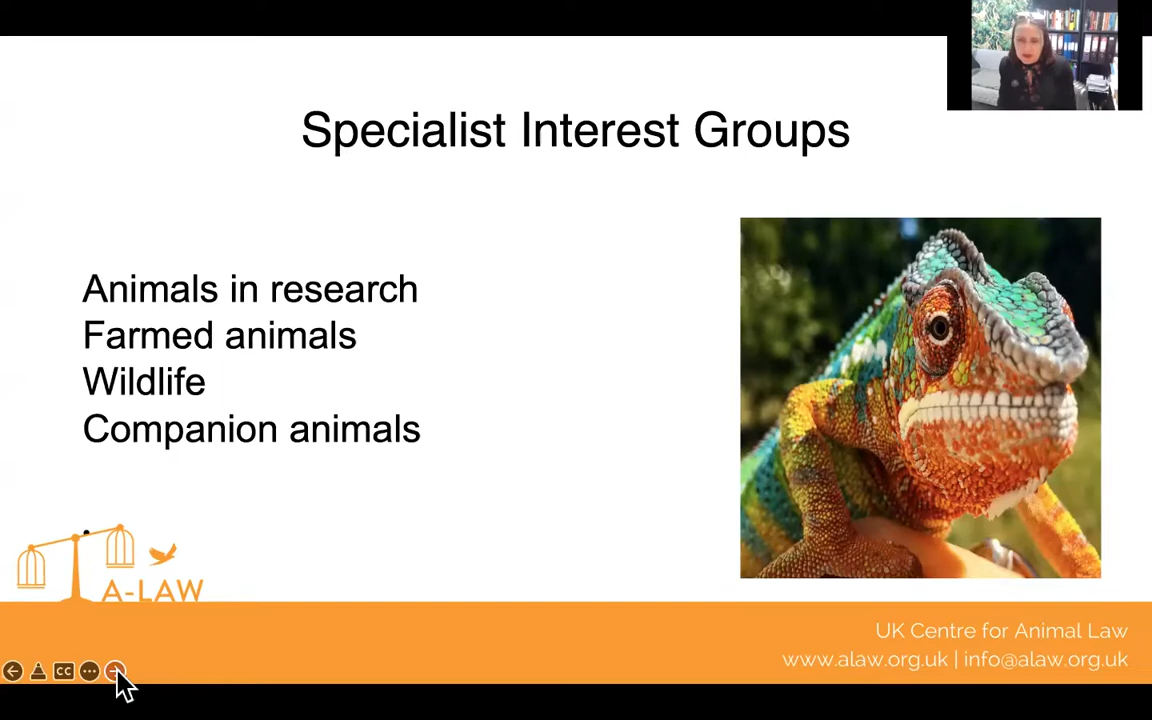 Specialist Interest Groups
Animals in research
Farmed animals
Wildlife
Companion animals
A-LAW
UK Centre for Animal Law
www.alaw.org.uk | info@alaw.org.uk
CC